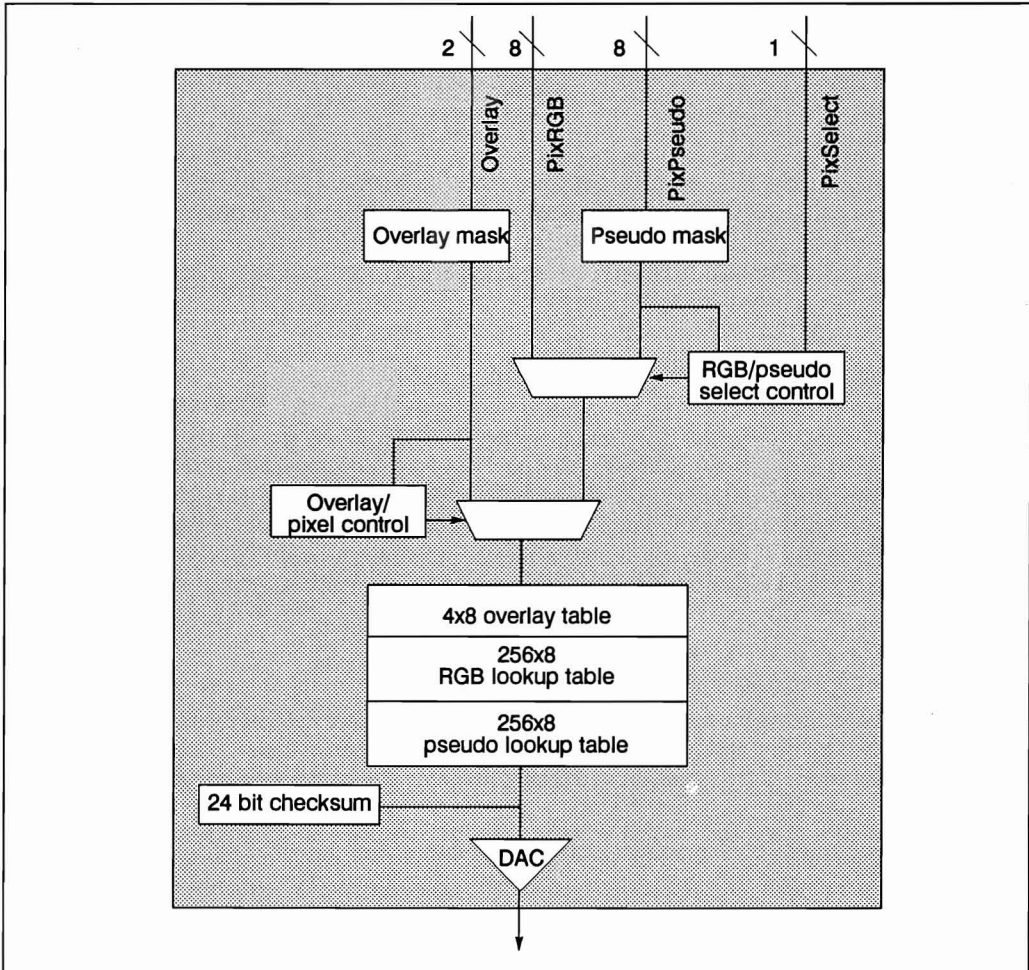 2 8 8 1
Overlay
PixRGB
PixPseudo
PixSelect
Overlay mask
Pseudo mask
RGB/pseudo
select control
Overlay/
pixel control
4x8 overlay table
256x8
RGB lookup table
256x8
pseudo lookup table
24 bit checksum
DAC